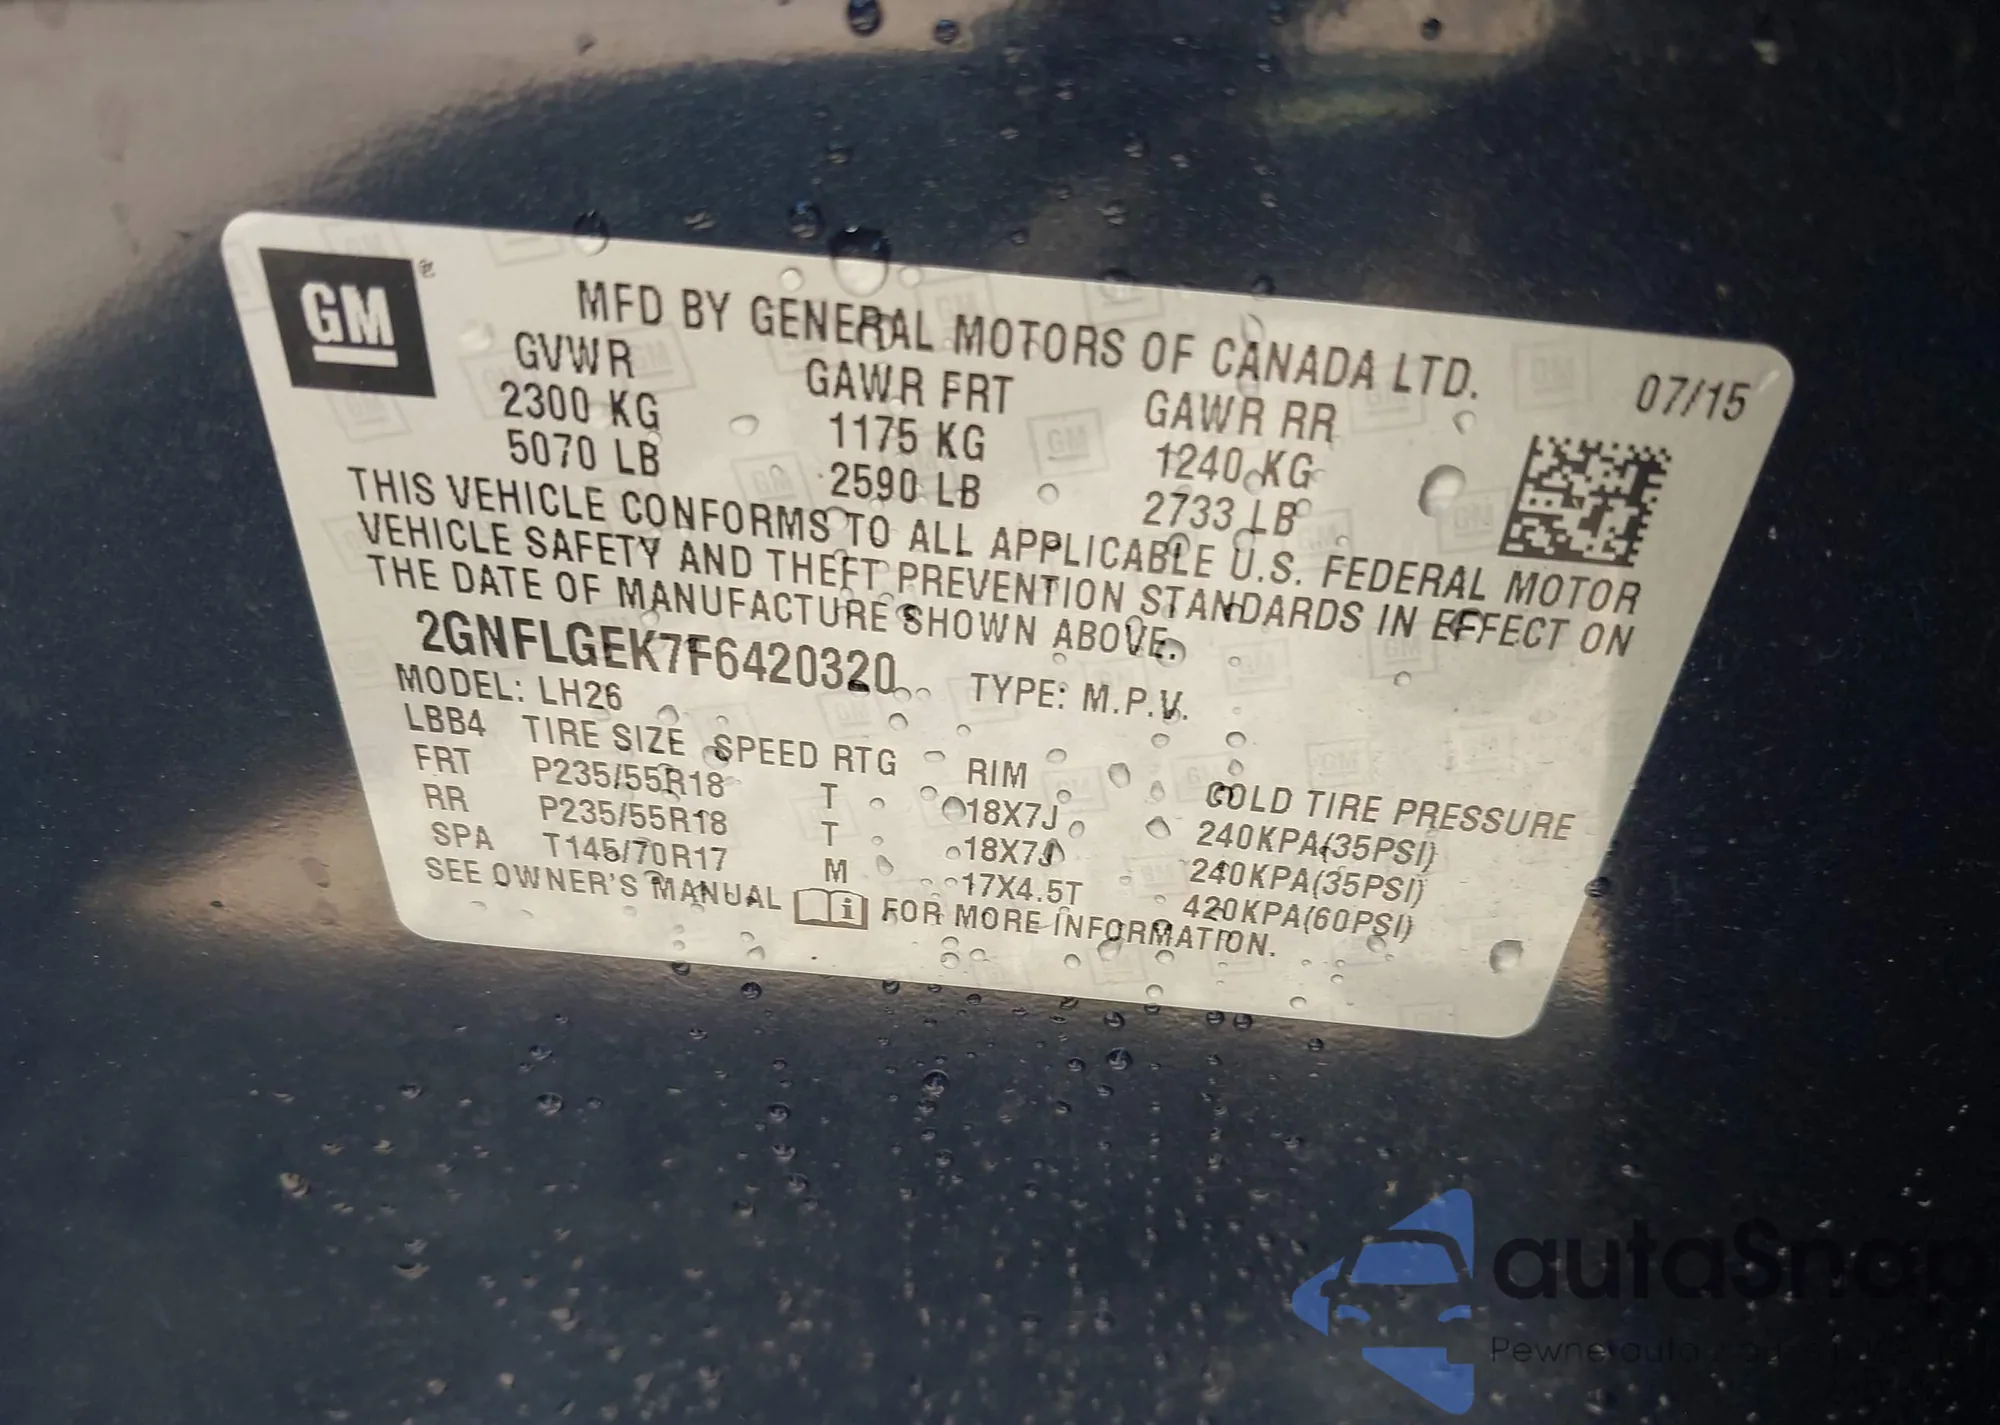 GM
MFD BY GENERAL MOTORS OF CANADA LTD.
07/15
GVWR GAWR FRT GAWR RR
2300 KG 1175 KG 1240 KG
5070 LB 2590 LB 2733 LB
THIS VEHICLE CONFORMS TO ALL APPLICABLE U.S. FEDERAL MOTOR
VEHICLE SAFETY AND THEFT PREVENTION STANDARDS IN EFFECT ON
THE DATE OF MANUFACTURE SHOWN ABOVE.
2GNFLGEK7F6420320 TYPE: M.P.V.
MODEL: LH26
LBB4 TIRE SIZE SPEED RTG RIM COLD TIRE PRESSURE
FRT P235/55R18 T 18X7J 240KPA(35PSI)
RR P235/55R18 T 18X7J 240KPA(35PSI)
SPA T145/70R17 M 17X4.5T 420KPA(60PSI)
SEE OWNER'S MANUAL i FOR MORE INFORMATION.
autaSnap